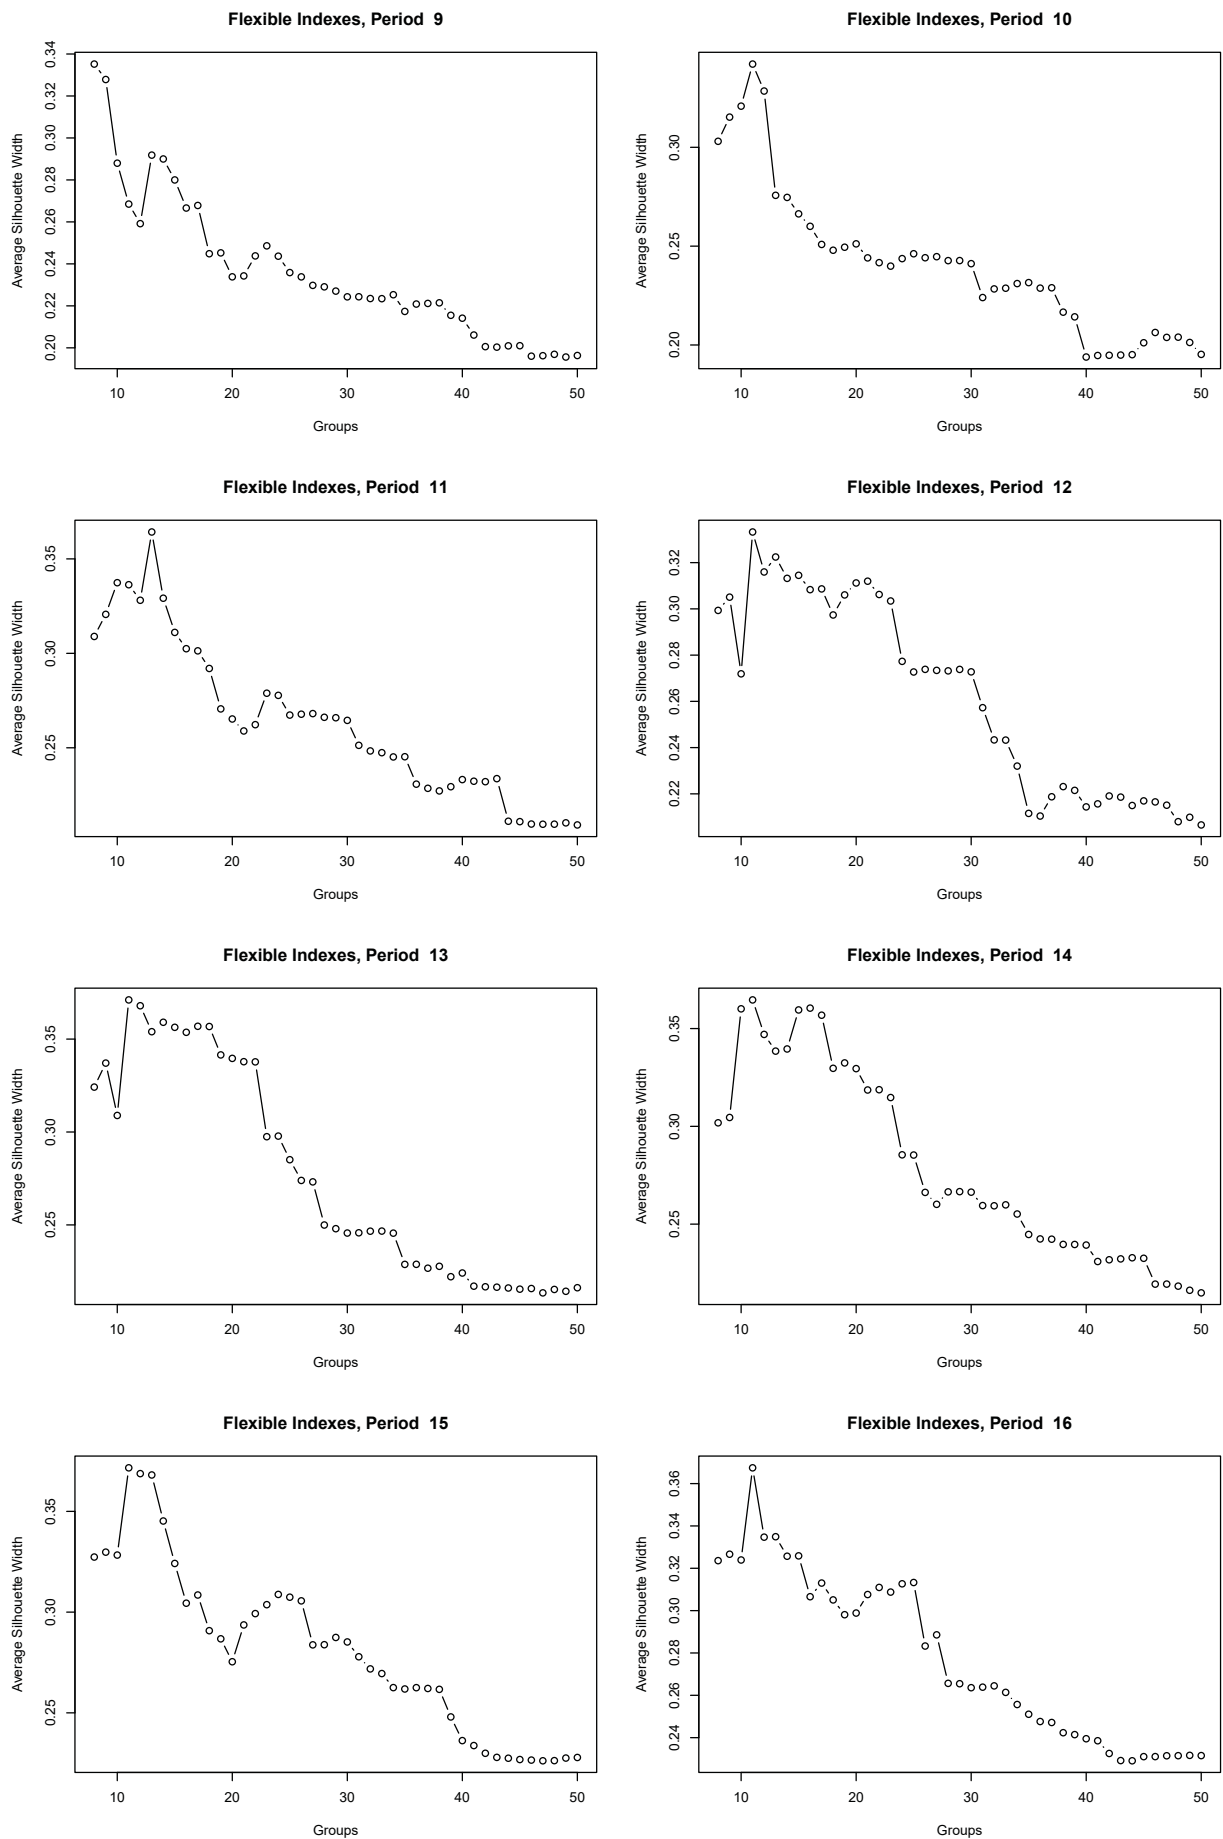 Flexible Indexes, Period 9
Average Silhouette Width
0.20 0.22 0.24 0.26 0.28 0.30 0.32 0.34
10 20 30 40 50
Groups
Flexible Indexes, Period 10
Average Silhouette Width
0.20 0.25 0.30
10 20 30 40 50
Groups
Flexible Indexes, Period 11
Average Silhouette Width
0.25 0.30 0.35
10 20 30 40 50
Groups
Flexible Indexes, Period 12
Average Silhouette Width
0.22 0.24 0.26 0.28 0.30 0.32
10 20 30 40 50
Groups
Flexible Indexes, Period 13
Average Silhouette Width
0.25 0.30 0.35
10 20 30 40 50
Groups
Flexible Indexes, Period 14
Average Silhouette Width
0.25 0.30 0.35
10 20 30 40 50
Groups
Flexible Indexes, Period 15
Average Silhouette Width
0.25 0.30 0.35
10 20 30 40 50
Groups
Flexible Indexes, Period 16
Average Silhouette Width
0.24 0.26 0.28 0.30 0.32 0.34 0.36
10 20 30 40 50
Groups